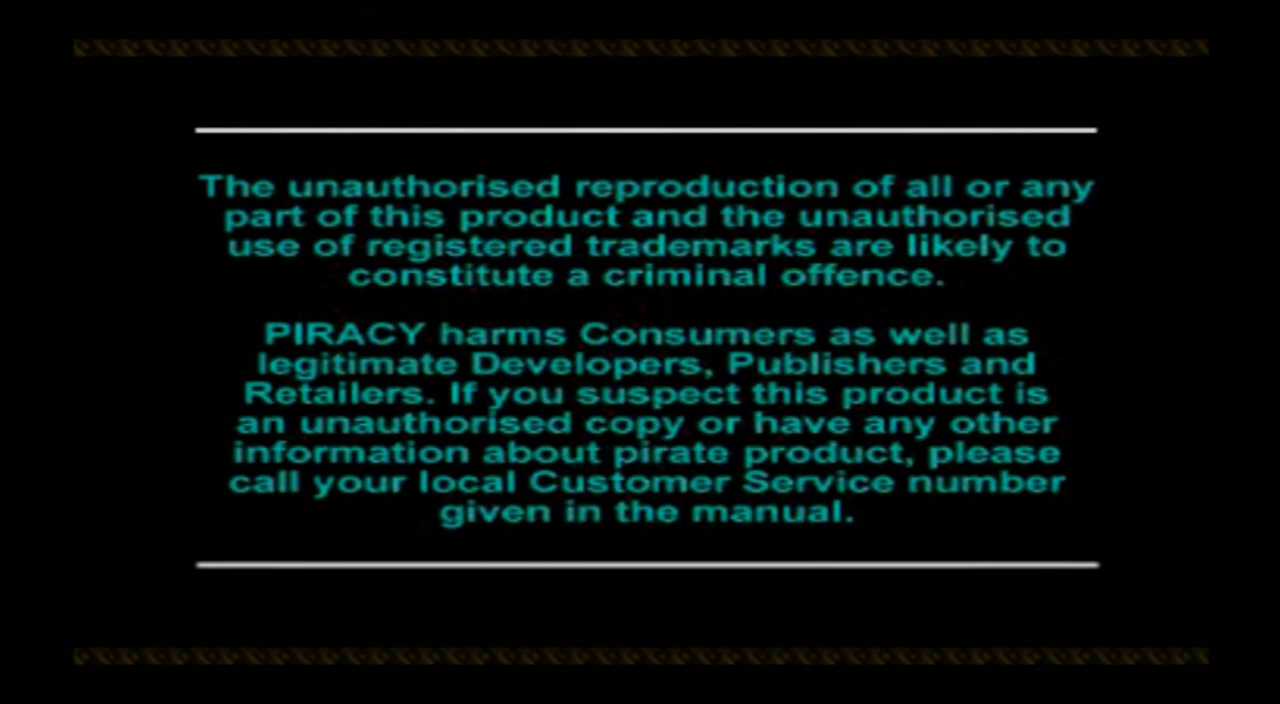 The unauthorised reproduction of all or any
part of this product and the unauthorised
use of registered trademarks are likely to
constitute a criminal offence.
PIRACY harms Consumers as well as
legitimate Developers, Publishers and
Retailers. If you suspect this product is
an unauthorised copy or have any other
information about pirate product, please
call your local Customer Service number
given in the manual.